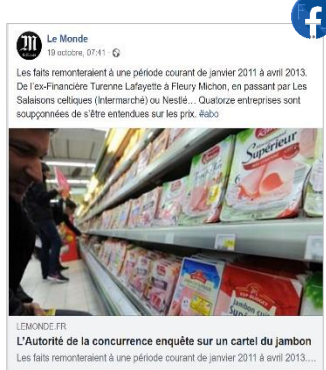 Le Monde
19 octobre, 07:41 ·
Les faits remonteraient à une période courant de janvier 2011 à avril 2013.
De l'ex-Financière Turenne Lafayette à Fleury Michon, en passant par Les
Salaisons celtiques (Intermarché) ou Nestlé... Quatorze entreprises sont
soupçonnées de s'être entendues sur les prix. #abo
Supérieur
jambon
LEMONDE.FR
L'Autorité de la concurrence enquête sur un cartel du jambon
Les faits remonteraient à une période courant de janvier 2011 à avril 2013....